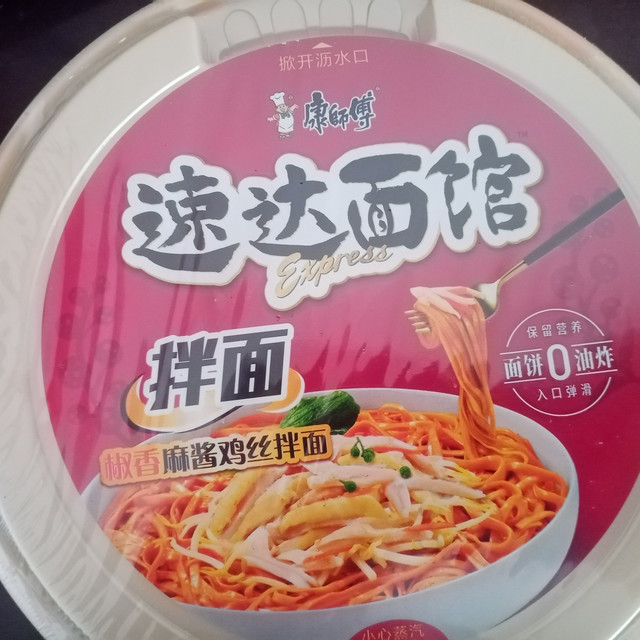 掀开沥水口
康師傅
速达面馆
Express
拌面
椒香麻酱鸡丝拌面
保留营养
面饼0油炸
入口弹滑
小心蒸汽